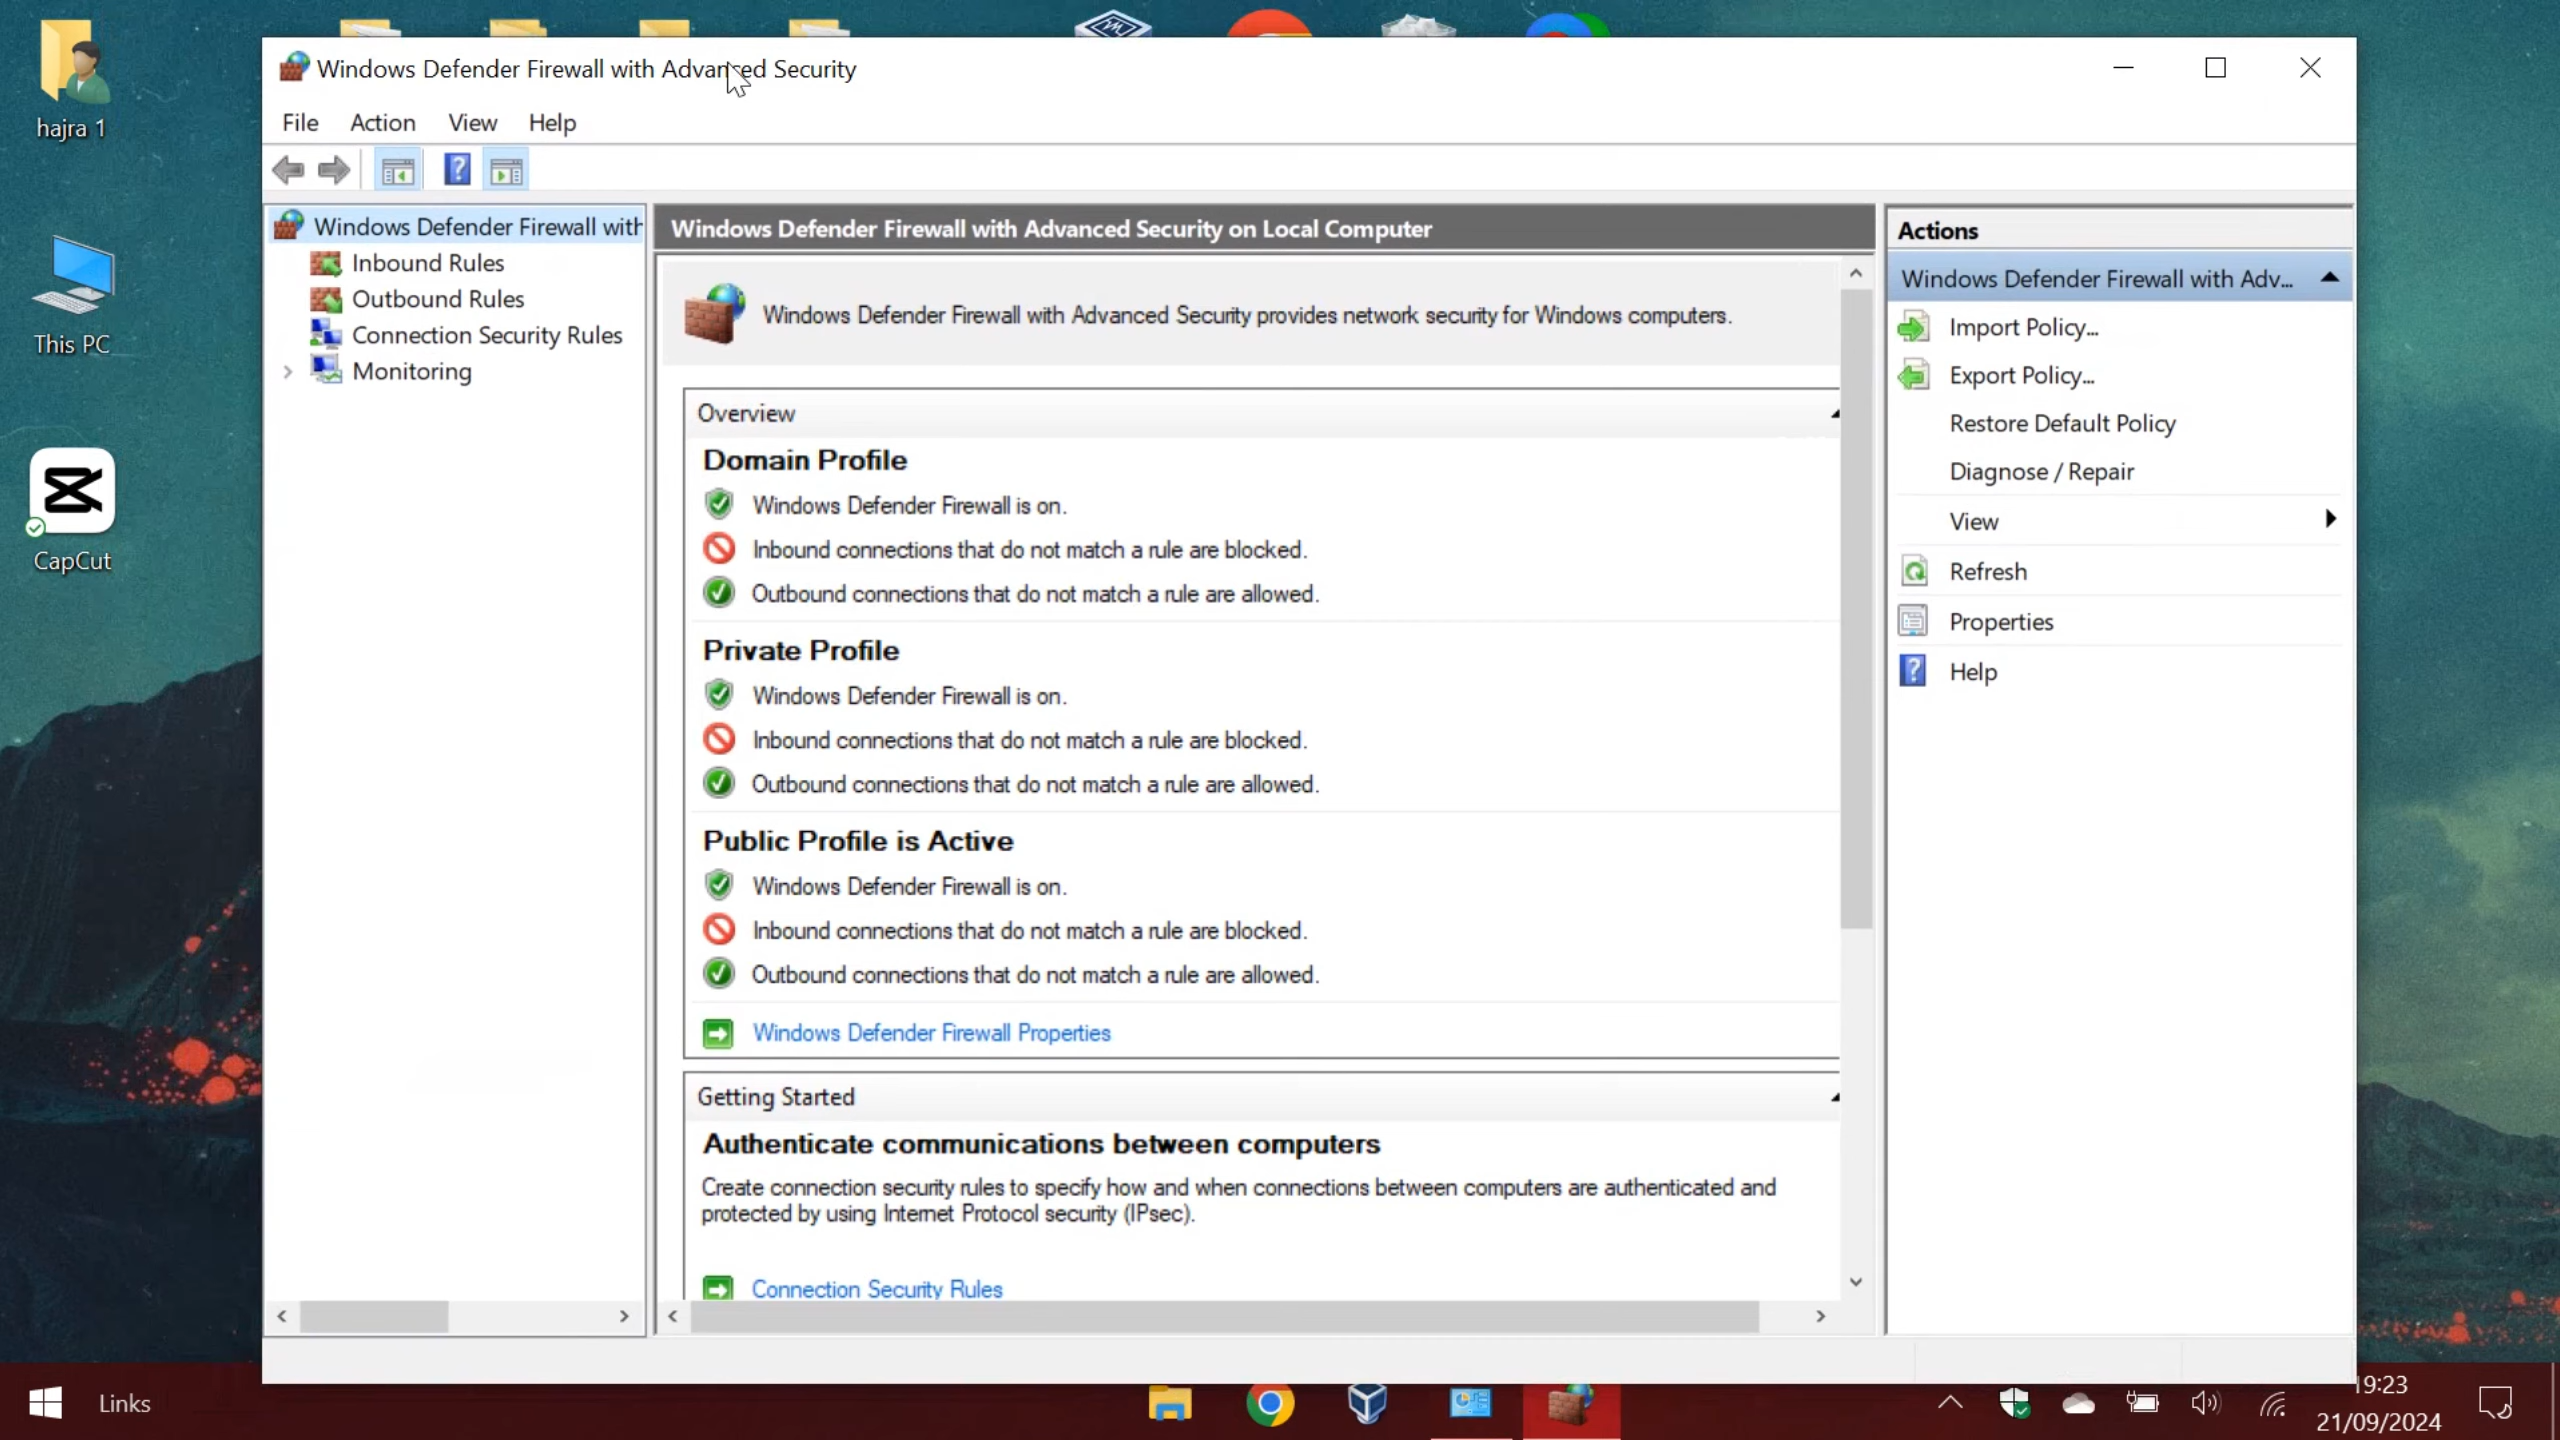 hajra 1
This PC
CapCut
Windows Defender Firewall with Advanced Security
File Action View Help
Windows Defender Firewall with
Inbound Rules
Outbound Rules
Connection Security Rules
Monitoring
Windows Defender Firewall with Advanced Security on Local Computer
Windows Defender Firewall with Advanced Security provides network security for Windows computers.
Overview
Domain Profile
Windows Defender Firewall is on.
Inbound connections that do not match a rule are blocked.
Outbound connections that do not match a rule are allowed.
Private Profile
Windows Defender Firewall is on.
Inbound connections that do not match a rule are blocked.
Outbound connections that do not match a rule are allowed.
Public Profile is Active
Windows Defender Firewall is on.
Inbound connections that do not match a rule are blocked.
Outbound connections that do not match a rule are allowed.
Windows Defender Firewall Properties
Getting Started
Authenticate communications between computers
Create connection security rules to specify how and when connections between computers are authenticated and
protected by using Internet Protocol security (IPsec).
Connection Security Rules
Actions
Windows Defender Firewall with Adv...
Import Policy...
Export Policy...
Restore Default Policy
Diagnose / Repair
View
Refresh
Properties
Help
Links
19:23
21/09/2024